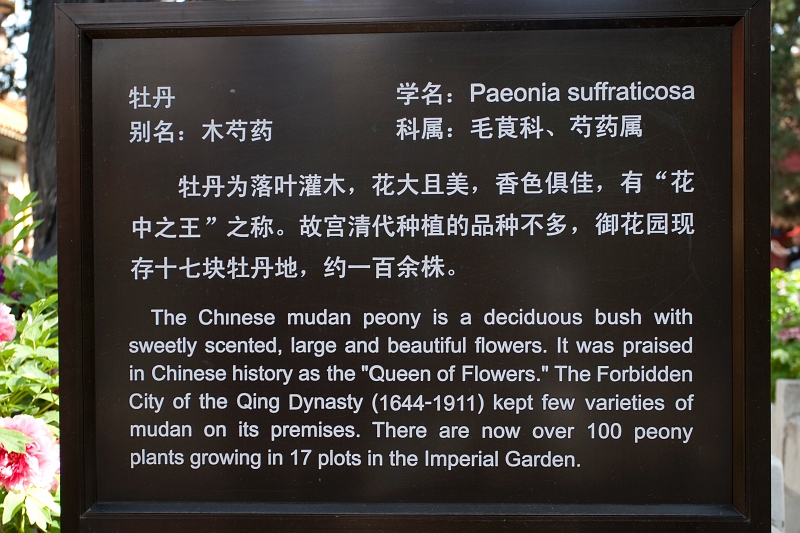 牡丹 学名：Paeonia suffraticosa
别名：木芍药 科属：毛茛科、芍药属
牡丹为落叶灌木，花大且美，香色俱佳，有“花
中之王”之称。故宫清代种植的品种不多，御花园现
存十七块牡丹地，约一百余株。
The Chinese mudan peony is a deciduous bush with
sweetly scented, large and beautiful flowers. It was praised
in Chinese history as the "Queen of Flowers." The Forbidden
City of the Qing Dynasty (1644-1911) kept few varieties of
mudan on its premises. There are now over 100 peony
plants growing in 17 plots in the Imperial Garden.